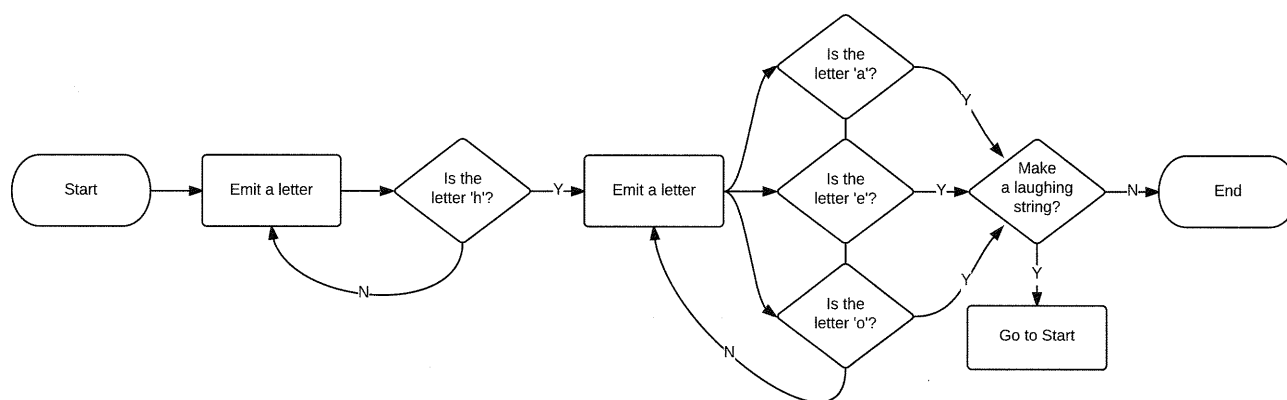 Start
Emit a letter
Is the
letter 'h'?
N
Y
Emit a letter
Is the
letter 'a'?
Y
Is the
letter 'e'?
Y
Is the
letter 'o'?
Y
N
Make
a laughing
string?
N
End
Y
Go to Start